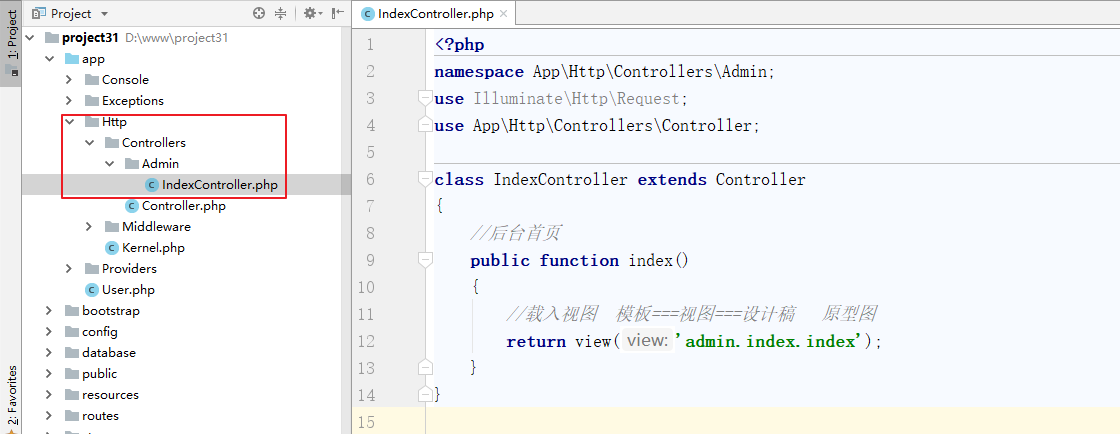 1: Project
2: Favorites
Project
project31 D:\www\project31
app
Console
Exceptions
Http
Controllers
Admin
IndexController.php
Controller.php
Middleware
Kernel.php
Providers
User.php
bootstrap
config
database
public
resources
routes
IndexController.php
1 <?php
2 namespace App\Http\Controllers\Admin;
3 use Illuminate\Http\Request;
4 use App\Http\Controllers\Controller;
5
6 class IndexController extends Controller
7 {
8 //后台首页
9 public function index()
10 {
11 //载入视图 模板===视图===设计稿 原型图
12 return view( view: 'admin.index.index');
13 }
14 }
15